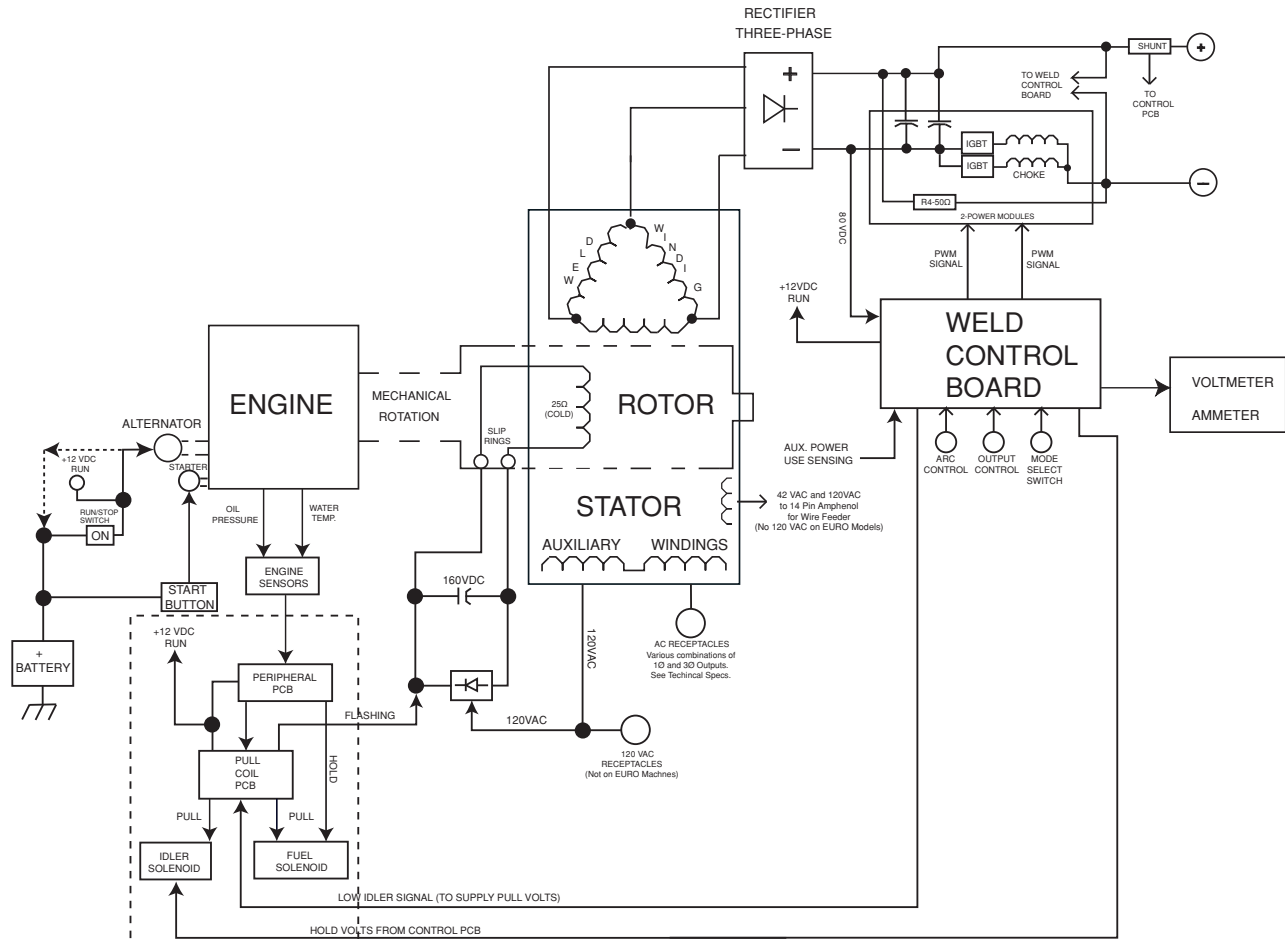 RECTIFIER
THREE-PHASE
+
−
SHUNT
+
TO WELD
CONTROL
BOARD
TO
CONTROL
PCB
IGBT
IGBT
CHOKE
−
R4-50Ω
2-POWER MODULES
80 VDC
PWM
SIGNAL
PWM
SIGNAL
WELD
WINDIG
+12VDC
RUN
WELD
CONTROL
BOARD
VOLTMETER
AMMETER
ENGINE
MECHANICAL
ROTATION
25Ω
(COLD)
ROTOR
SLIP
RINGS
ALTERNATOR
+12 VDC
RUN
STARTER
RUN/STOP
SWITCH
ON
AUX. POWER
USE SENSING
ARC
CONTROL
OUTPUT
CONTROL
MODE
SELECT
SWITCH
STATOR
42 VAC and 120VAC
to 14 Pin Amphenol
for Wire Feeder
(No 120 VAC on EURO Models)
OIL
PRESSURE
WATER
TEMP.
AUXILIARY
WINDINGS
ENGINE
SENSORS
160VDC
START
BUTTON
120VAC
AC RECEPTACLES
Various combinations of
1Ø and 3Ø Outputs.
See Techincal Specs.
+12 VDC
RUN
+
BATTERY
PERIPHERAL
PCB
FLASHING
120VAC
120 VAC
RECEPTACLES
(Not on EURO Machnes)
PULL
COIL
PCB
HOLD
PULL
PULL
IDLER
SOLENOID
FUEL
SOLENOID
LOW IDLER SIGNAL (TO SUPPLY PULL VOLTS)
HOLD VOLTS FROM CONTROL PCB